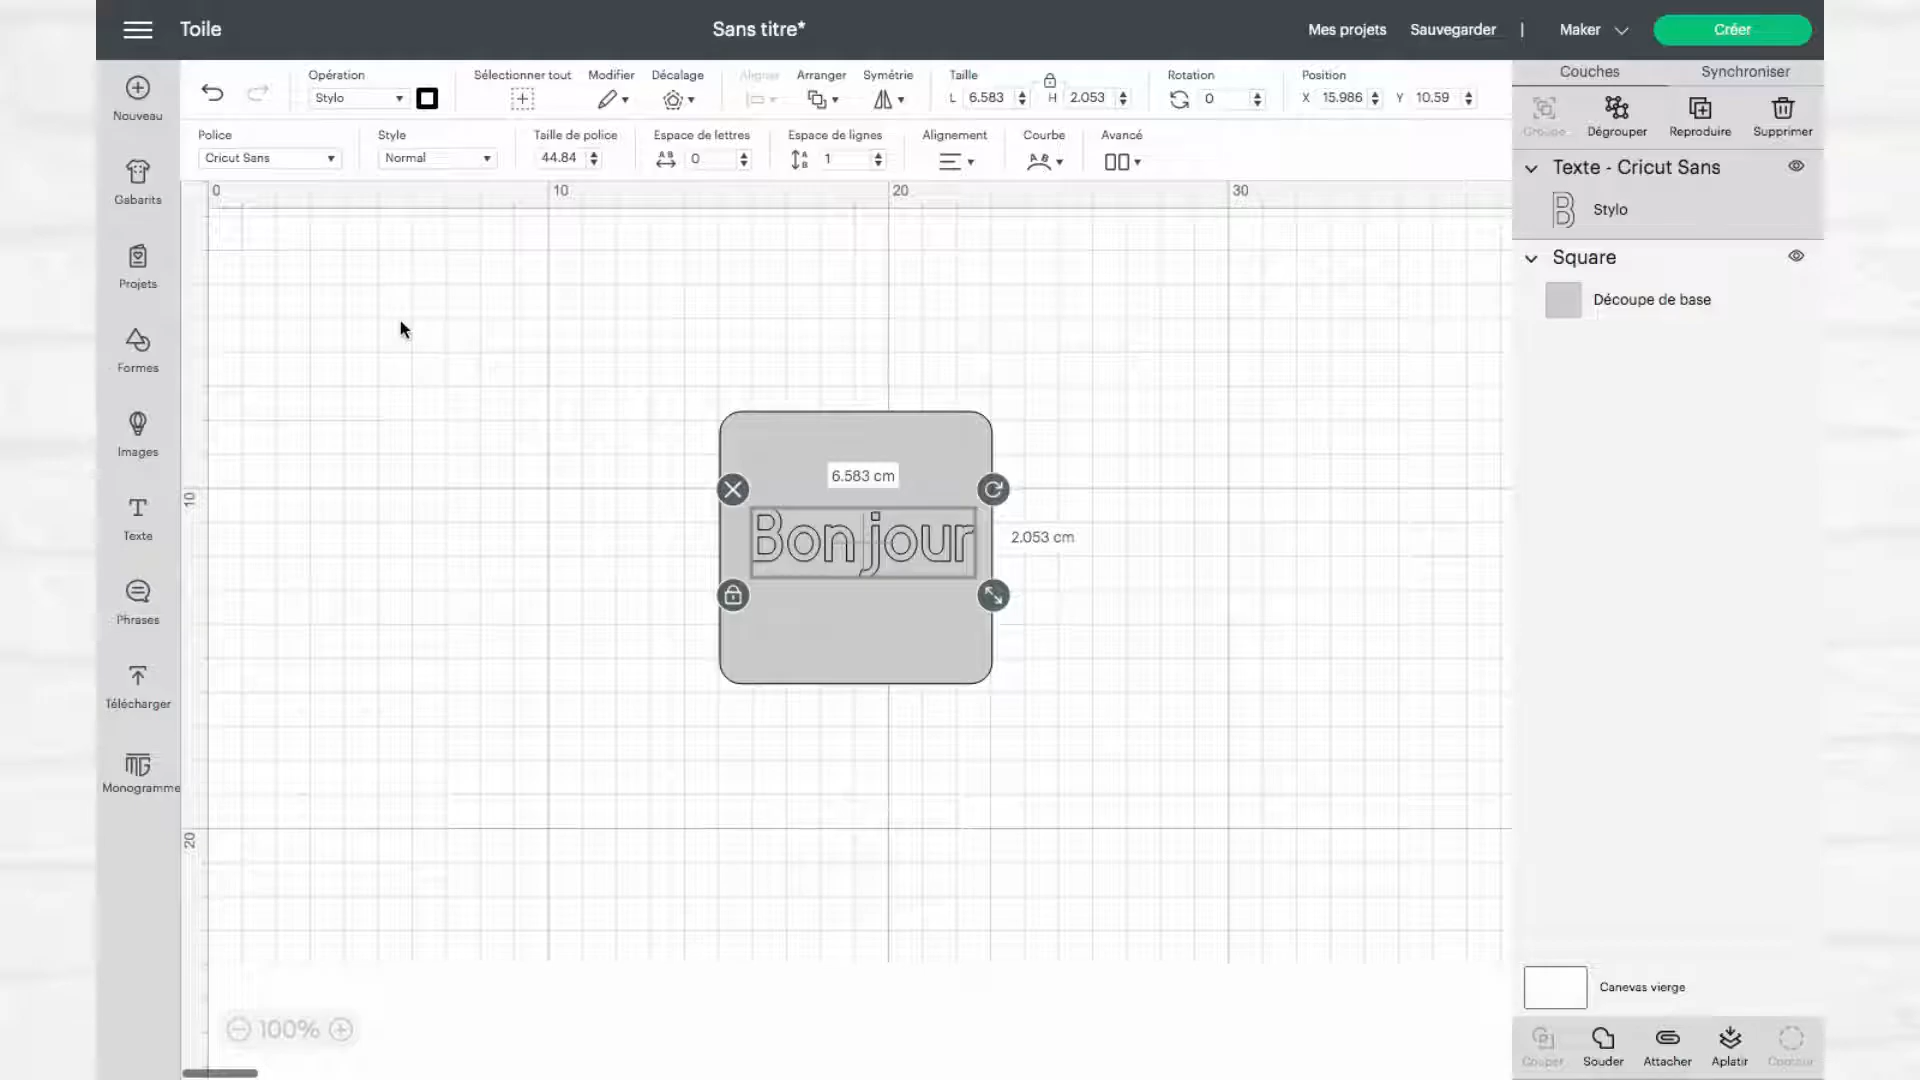 Toile
Sans titre*
Mes projets
Sauvegarder
|
Maker
Créer
Nouveau
Gabarits
Projets
Formes
Images
Texte
Phrases
Télécharger
Monogramme
Opération
Stylo
Sélectionner tout
Modifier
Décalage
Aligner
Arranger
Symétrie
Taille
L 6.583
H 2.053
Rotation
0
Position
X 15.986
Y 10.59
Police
Cricut Sans
Style
Normal
Taille de police
44.84
Espace de lettres
0
Espace de lignes
1
Alignement
Courbe
Avancé
0
10
20
30
10
20
6.583 cm
Bonjour
2.053 cm
100%
Couches
Synchroniser
Groupe
Dégrouper
Reproduire
Supprimer
Texte - Cricut Sans
Stylo
Square
Découpe de base
Canevas vierge
Couper
Souder
Attacher
Aplatir
Contour